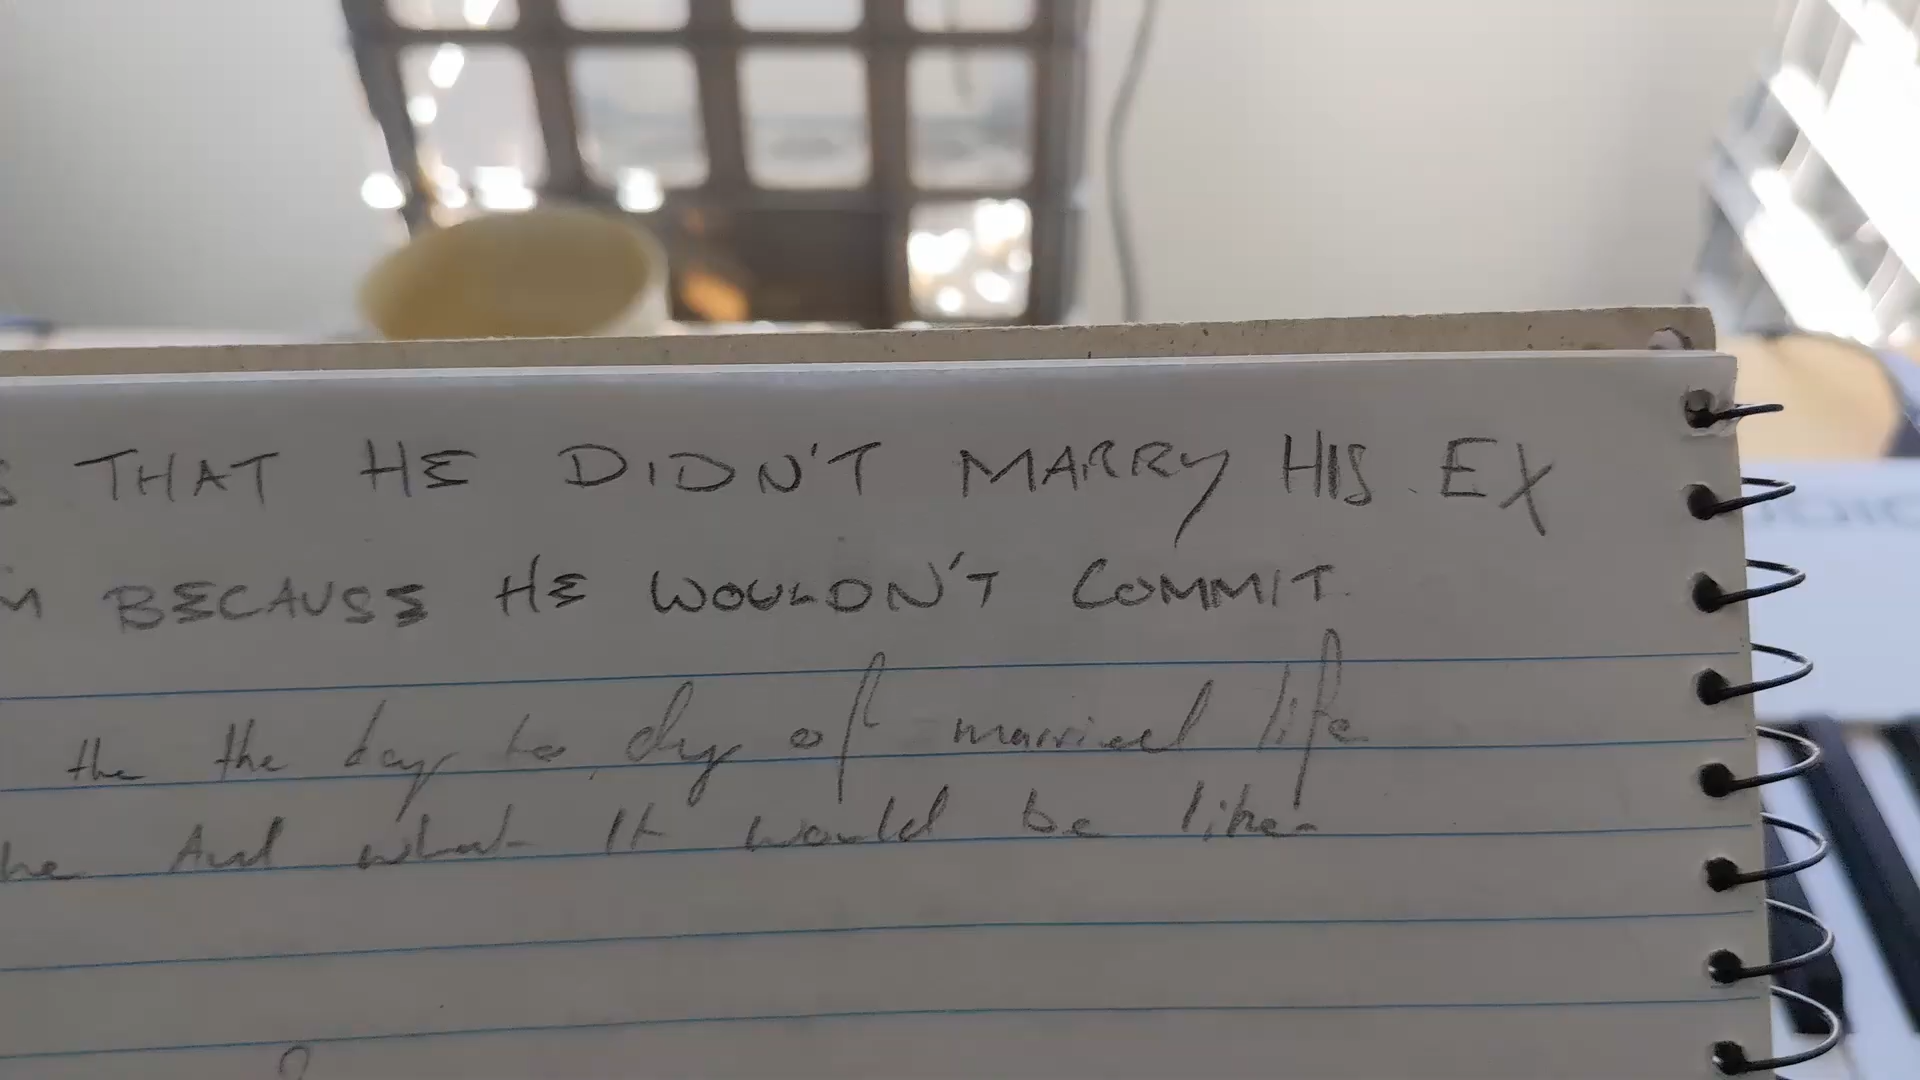 S THAT HE DIDN'T MARRY HIS EX
M BECAUSE HE WOULDN'T COMMIT.
the the day to day of married life
he And what It would be like